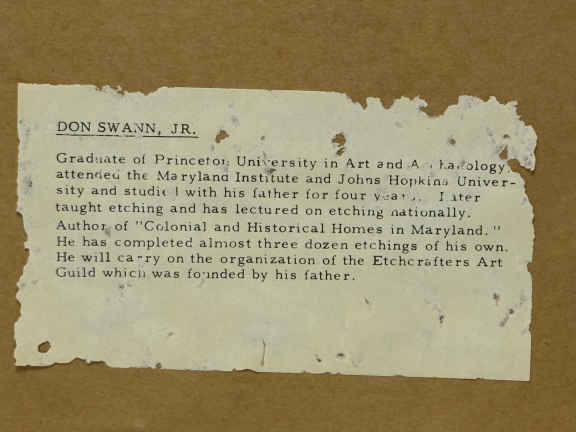 DON SWANN, JR.
Graduate of Princeton University in Art and Archaeology,
attended the Maryland Institute and Johns Hopkins Univer-
sity and studied with his father for four years. Later
taught etching and has lectured on etching nationally.
Author of "Colonial and Historical Homes in Maryland."
He has completed almost three dozen etchings of his own.
He will carry on the organization of the Etchcrafters Art
Guild which was founded by his father.